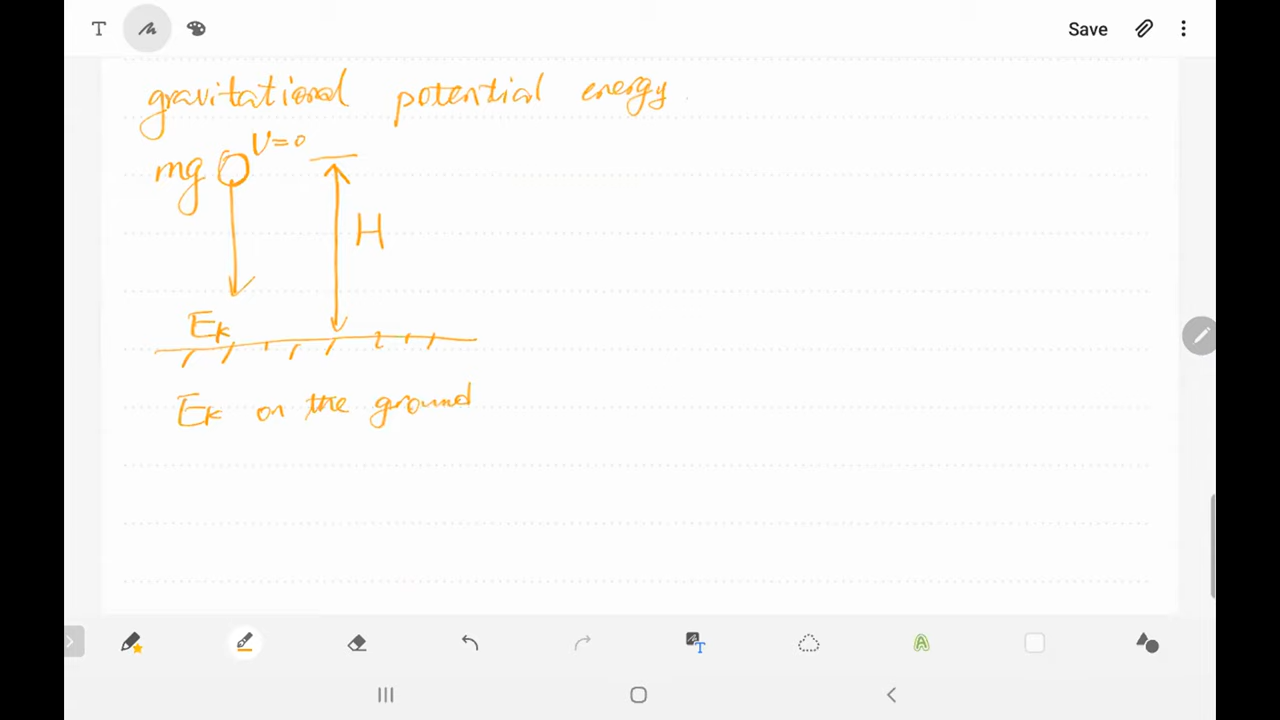 T Save
gravitational potential energy
mg V=0
H
Ek
Ek on the ground